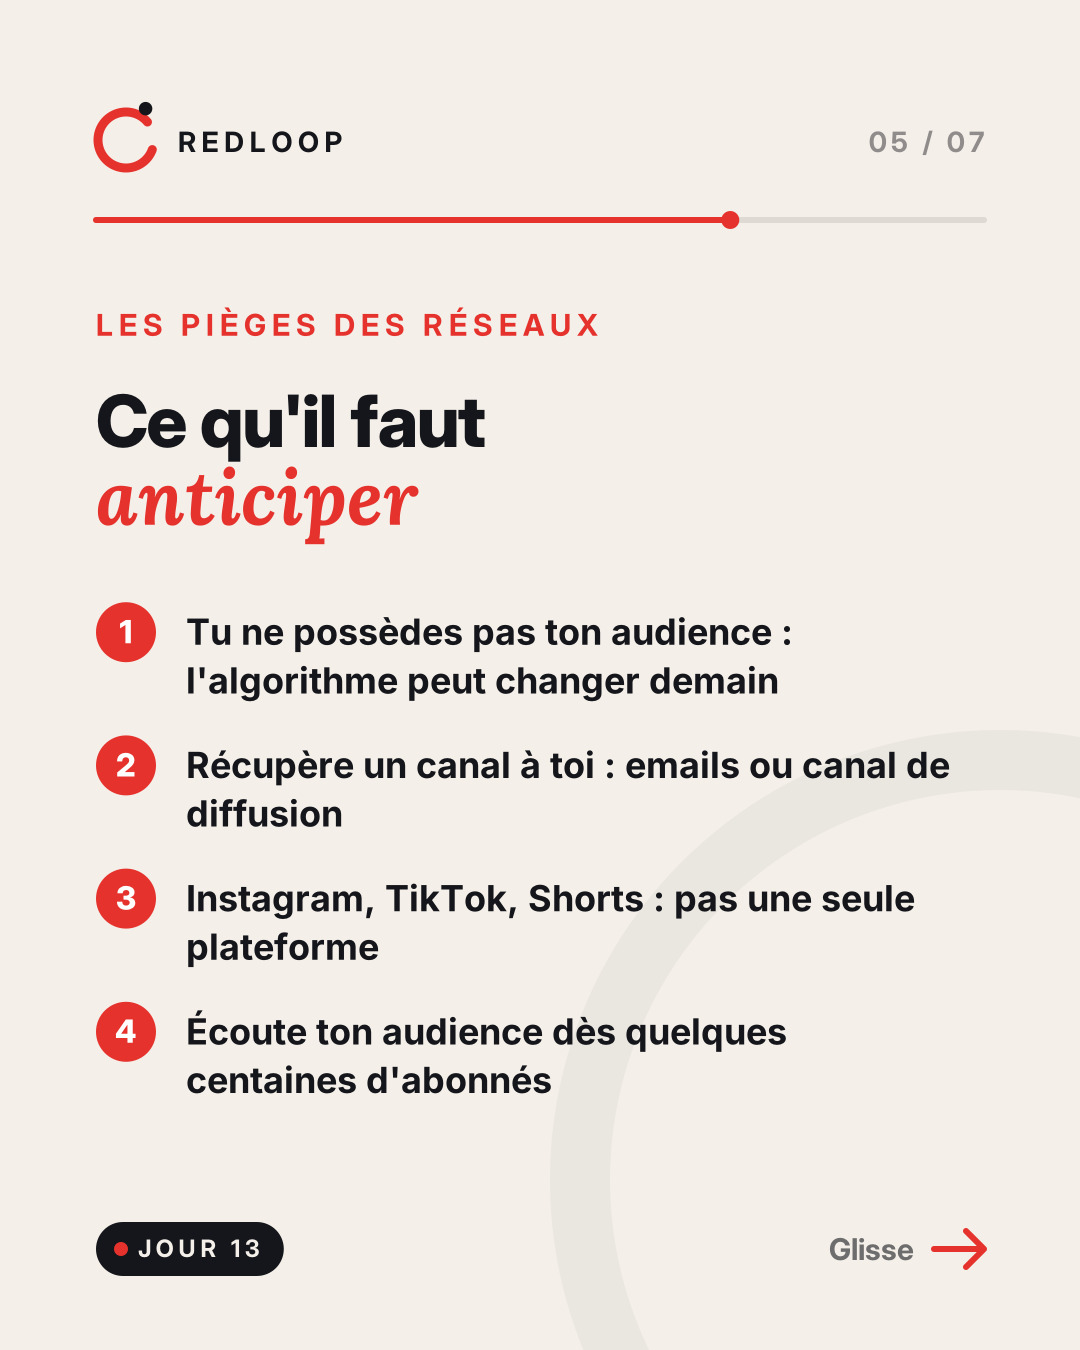 REDLOOP
05 / 07
LES PIÈGES DES RÉSEAUX
Ce qu'il faut
anticiper
1 Tu ne possèdes pas ton audience :
l'algorithme peut changer demain
2 Récupère un canal à toi : emails ou canal de
diffusion
3 Instagram, TikTok, Shorts : pas une seule
plateforme
4 Écoute ton audience dès quelques
centaines d'abonnés
JOUR 13
Glisse